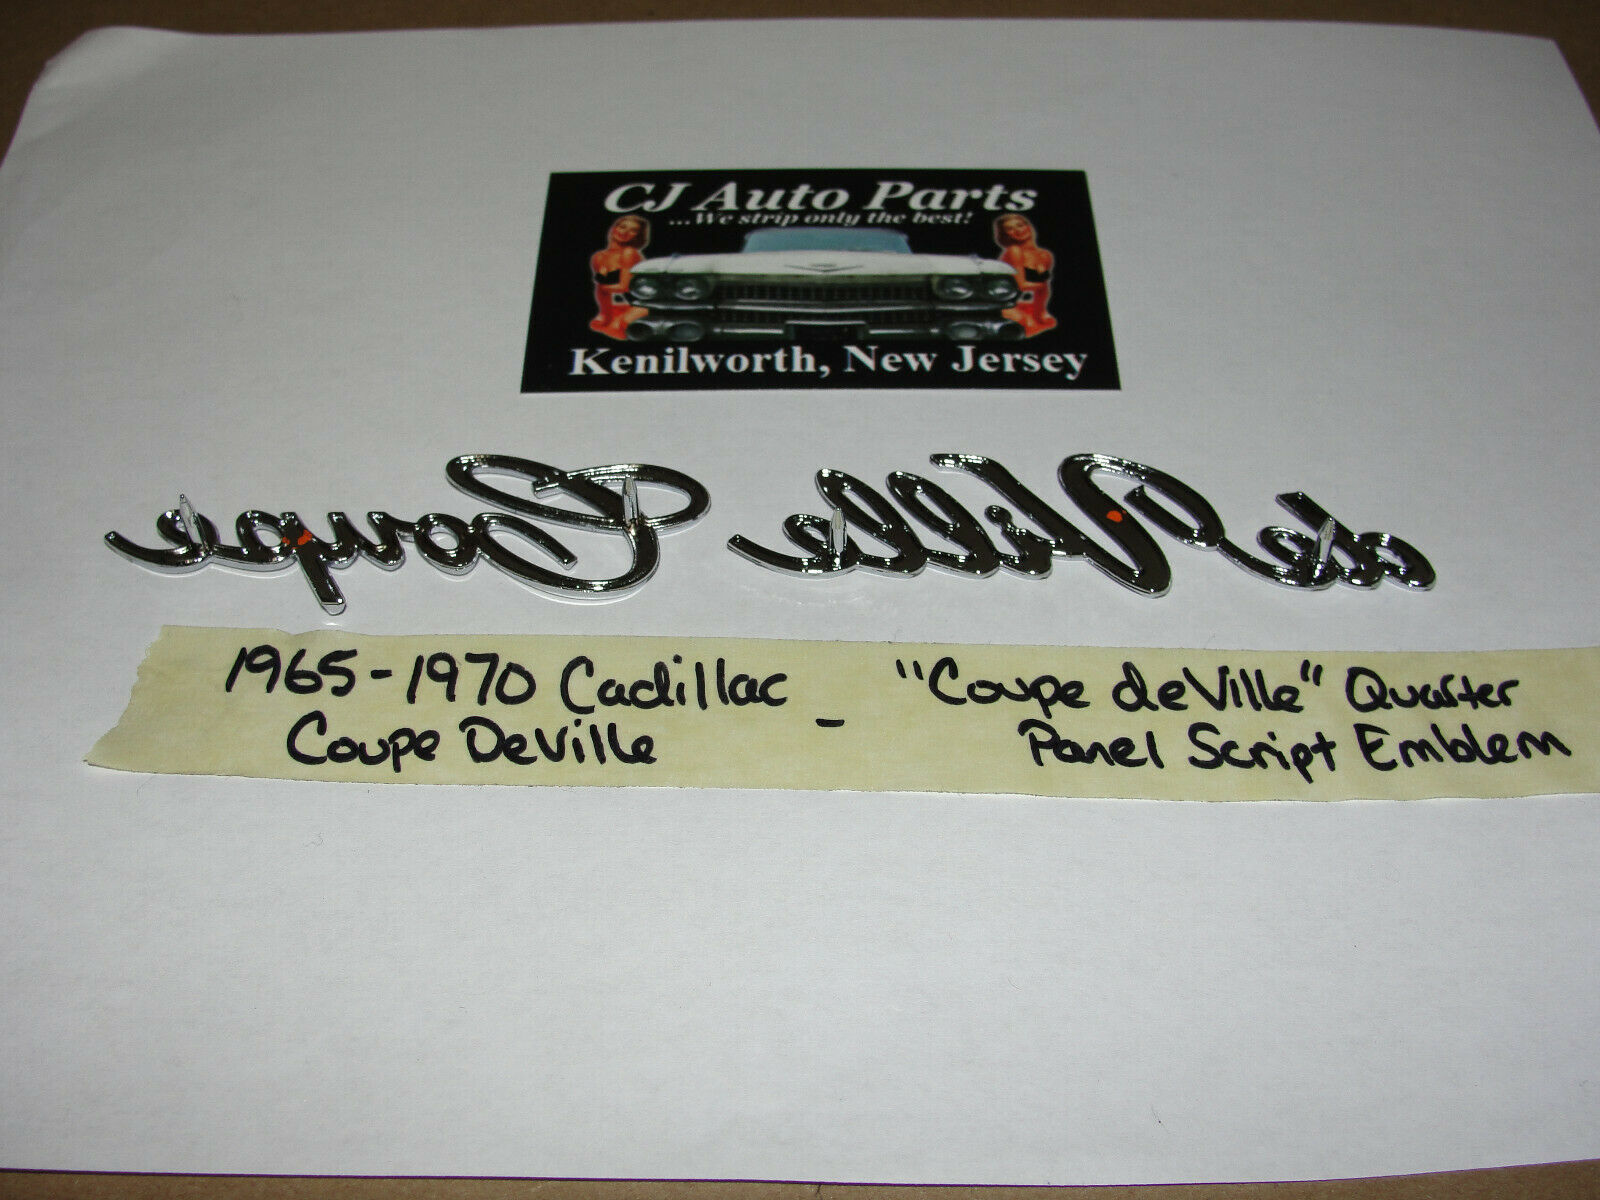 CJ Auto Parts
...We strip only the best!
Kenilworth, New Jersey
Coupe deVille
1965-1970 Cadillac - "Coupe deVille" Quarter
Coupe DeVille Panel Script Emblem